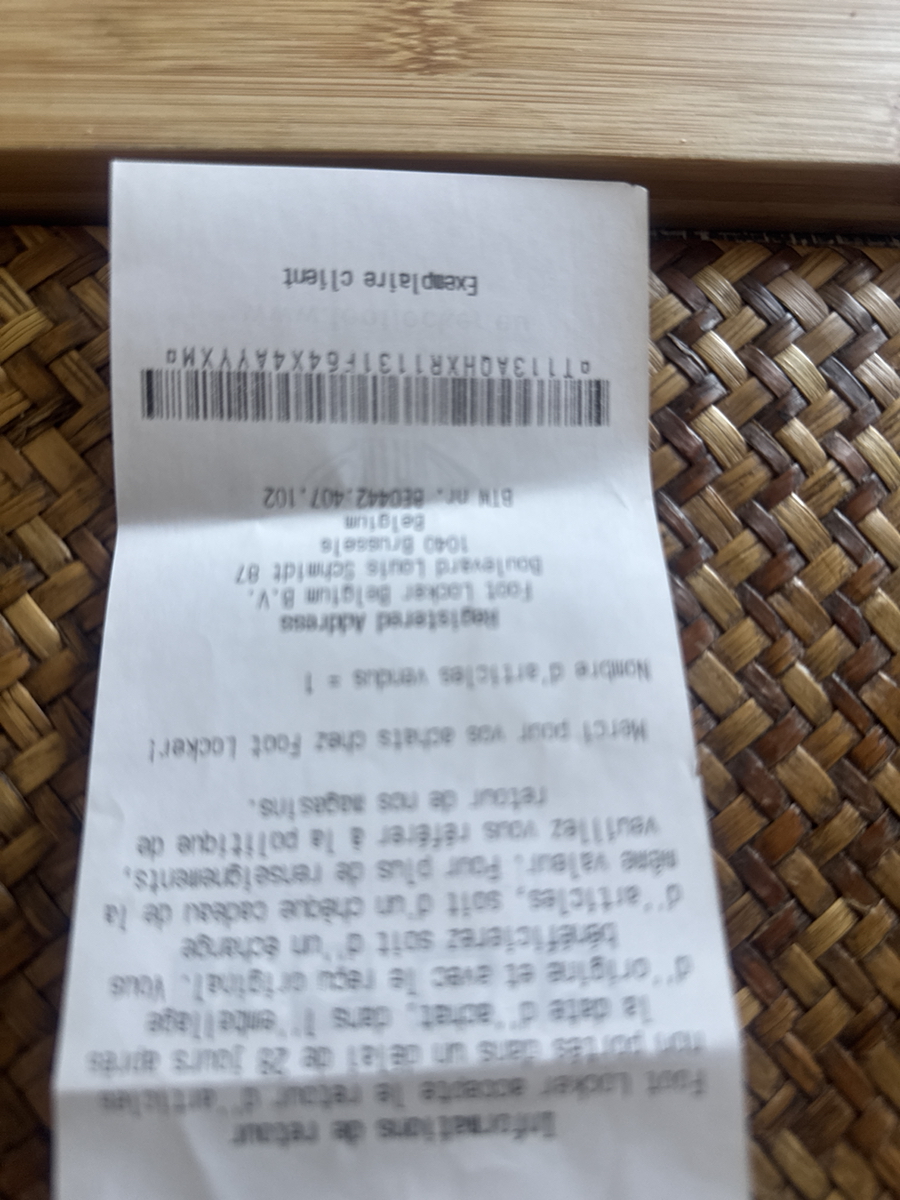 Informations de retour
Foot Locker accepte le retour d''articles
non portés dans un délai de 28 jours après
la date d''achat, dans l''emballage
d''origine et avec le reçu original. Vous
bénéficierez soit d''un échange
d''articles, soit d'un chèque cadeau de la
même valeur. Pour plus de renseignements,
veuillez vous référer à la politique de
retour de nos magasins.
Merci pour vos achats chez Foot Locker!
Nombre d'articles vendus = 1
Registered Address
Foot Locker Belgium B.V.
Boulevard Louis Schmidt 87
1040 Brussels
Belgium
BTW nr. BE0442.407.102
aT113AQHXR1131F64X4AYYXMa
www.footlocker.eu
Exemplaire client